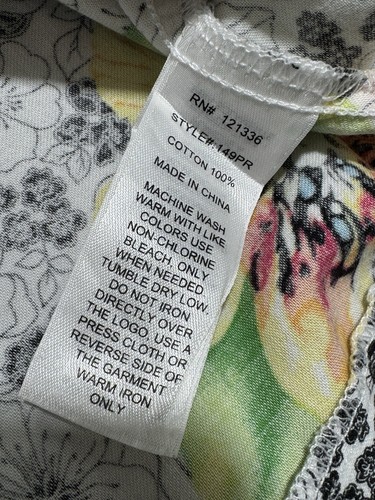 RN# 121336
STYLE# 149PR
COTTON 100%
MADE IN CHINA
MACHINE WASH
WARM WITH LIKE
COLORS USE
NON-CHLORINE
BLEACH, ONLY
WHEN NEEDED
TUMBLE DRY LOW.
DO NOT IRON
DIRECTLY OVER
THE LOGO. USE A
PRESS CLOTH OR
REVERSE SIDE OF
THE GARMENT
WARM IRON
ONLY